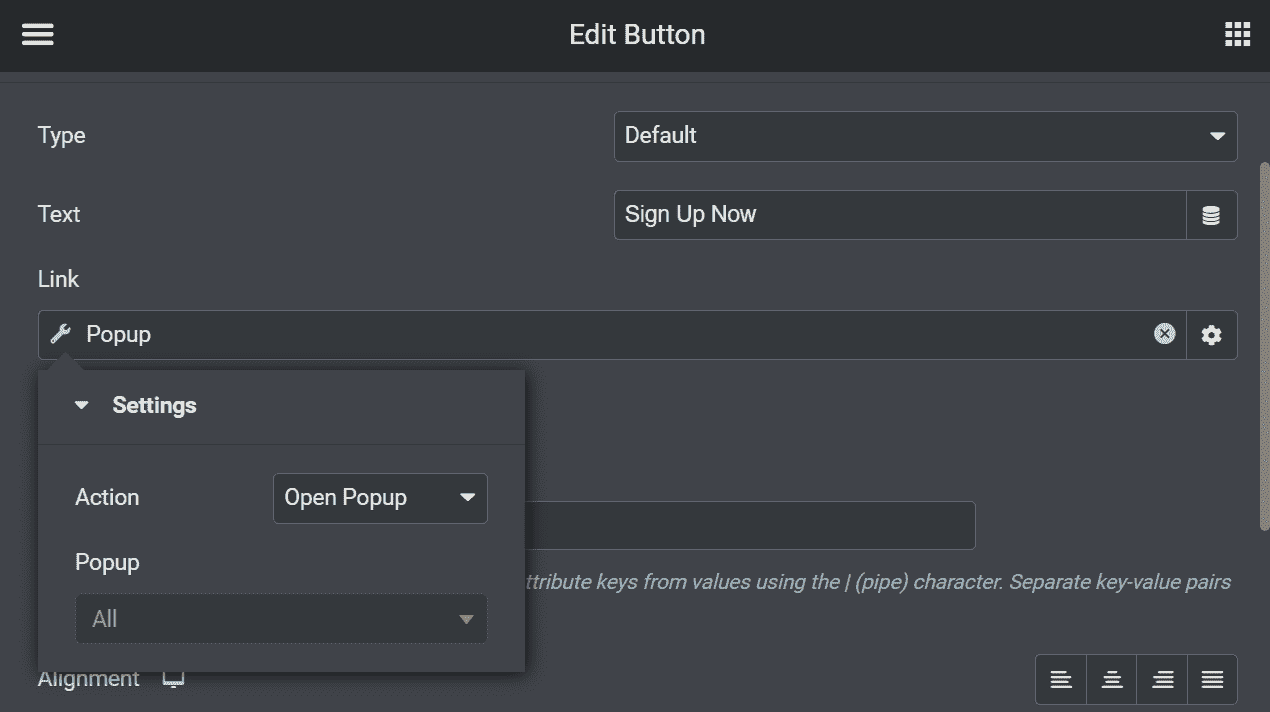 Edit Button
Type
Default
Text
Sign Up Now
Link
Popup
Settings
Action
Open Popup
Popup
All
keys from values using the | (pipe) character. Separate key-value pairs
Alignment